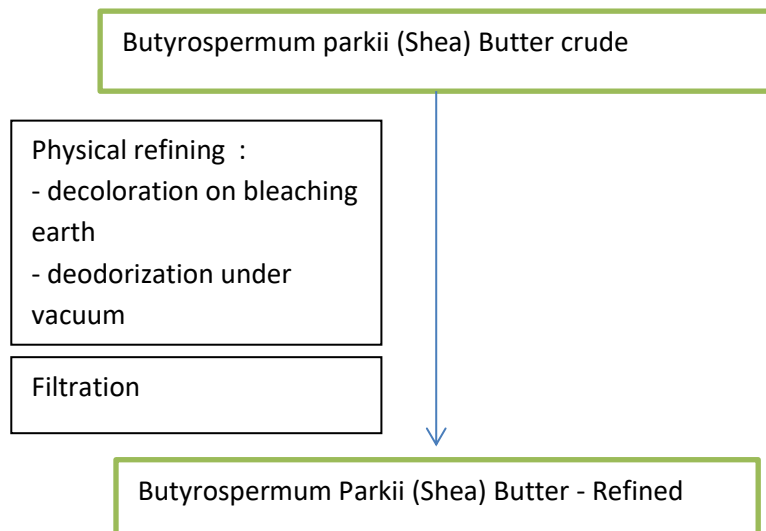 Butyrospermum parkii (Shea) Butter crude
Physical refining  :
- decoloration on bleaching
earth
- deodorization under
vacuum
Filtration
Butyrospermum Parkii (Shea) Butter - Refined